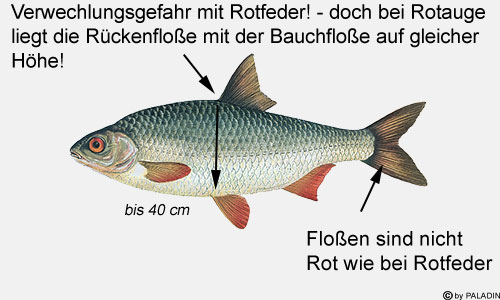 Verwechlungsgefahr mit Rotfeder! - doch bei Rotauge
liegt die Rückenfloße mit der Bauchfloße auf gleicher
Höhe!
bis 40 cm
Floßen sind nicht
Rot wie bei Rotfeder
© by PALADIN